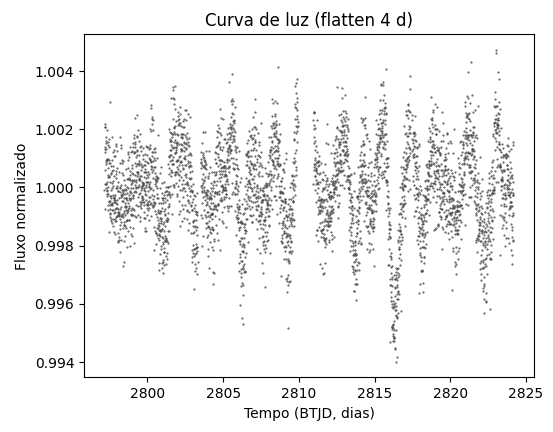 Curva de luz (flatten 4 d)
Fluxo normalizado
1.004
1.002
1.000
0.998
0.996
0.994
2800 2805 2810 2815 2820 2825
Tempo (BTJD, dias)